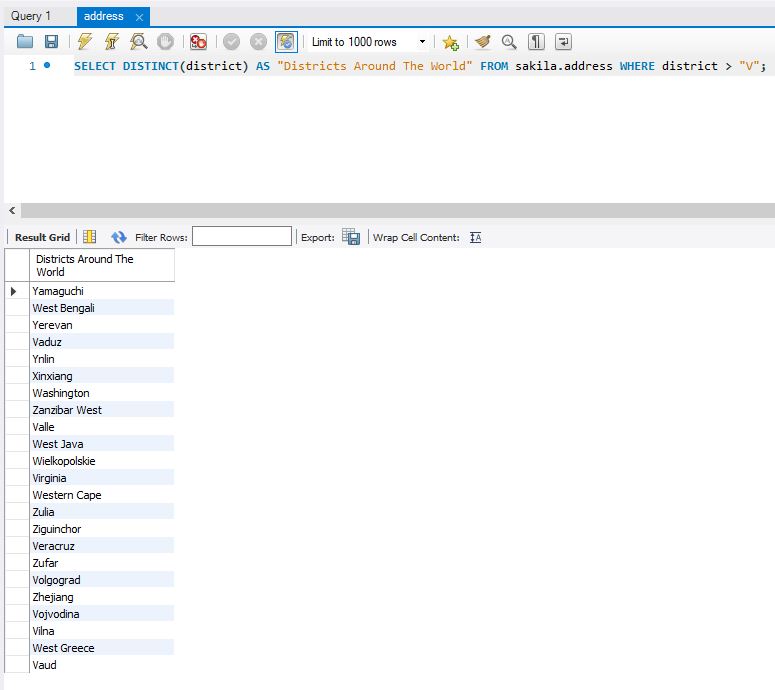 Query 1
address
Limit to 1000 rows
1
SELECT DISTINCT(district) AS "Districts Around The World" FROM sakila.address WHERE district > "V";
Result Grid Filter Rows: Export: Wrap Cell Content:
Districts Around The
World
Yamaguchi
West Bengali
Yerevan
Vaduz
Ynlin
Xinxiang
Washington
Zanzibar West
Valle
West Java
Wielkopolskie
Virginia
Western Cape
Zulia
Ziguinchor
Veracruz
Zufar
Volgograd
Zhejiang
Vojvodina
Vilna
West Greece
Vaud